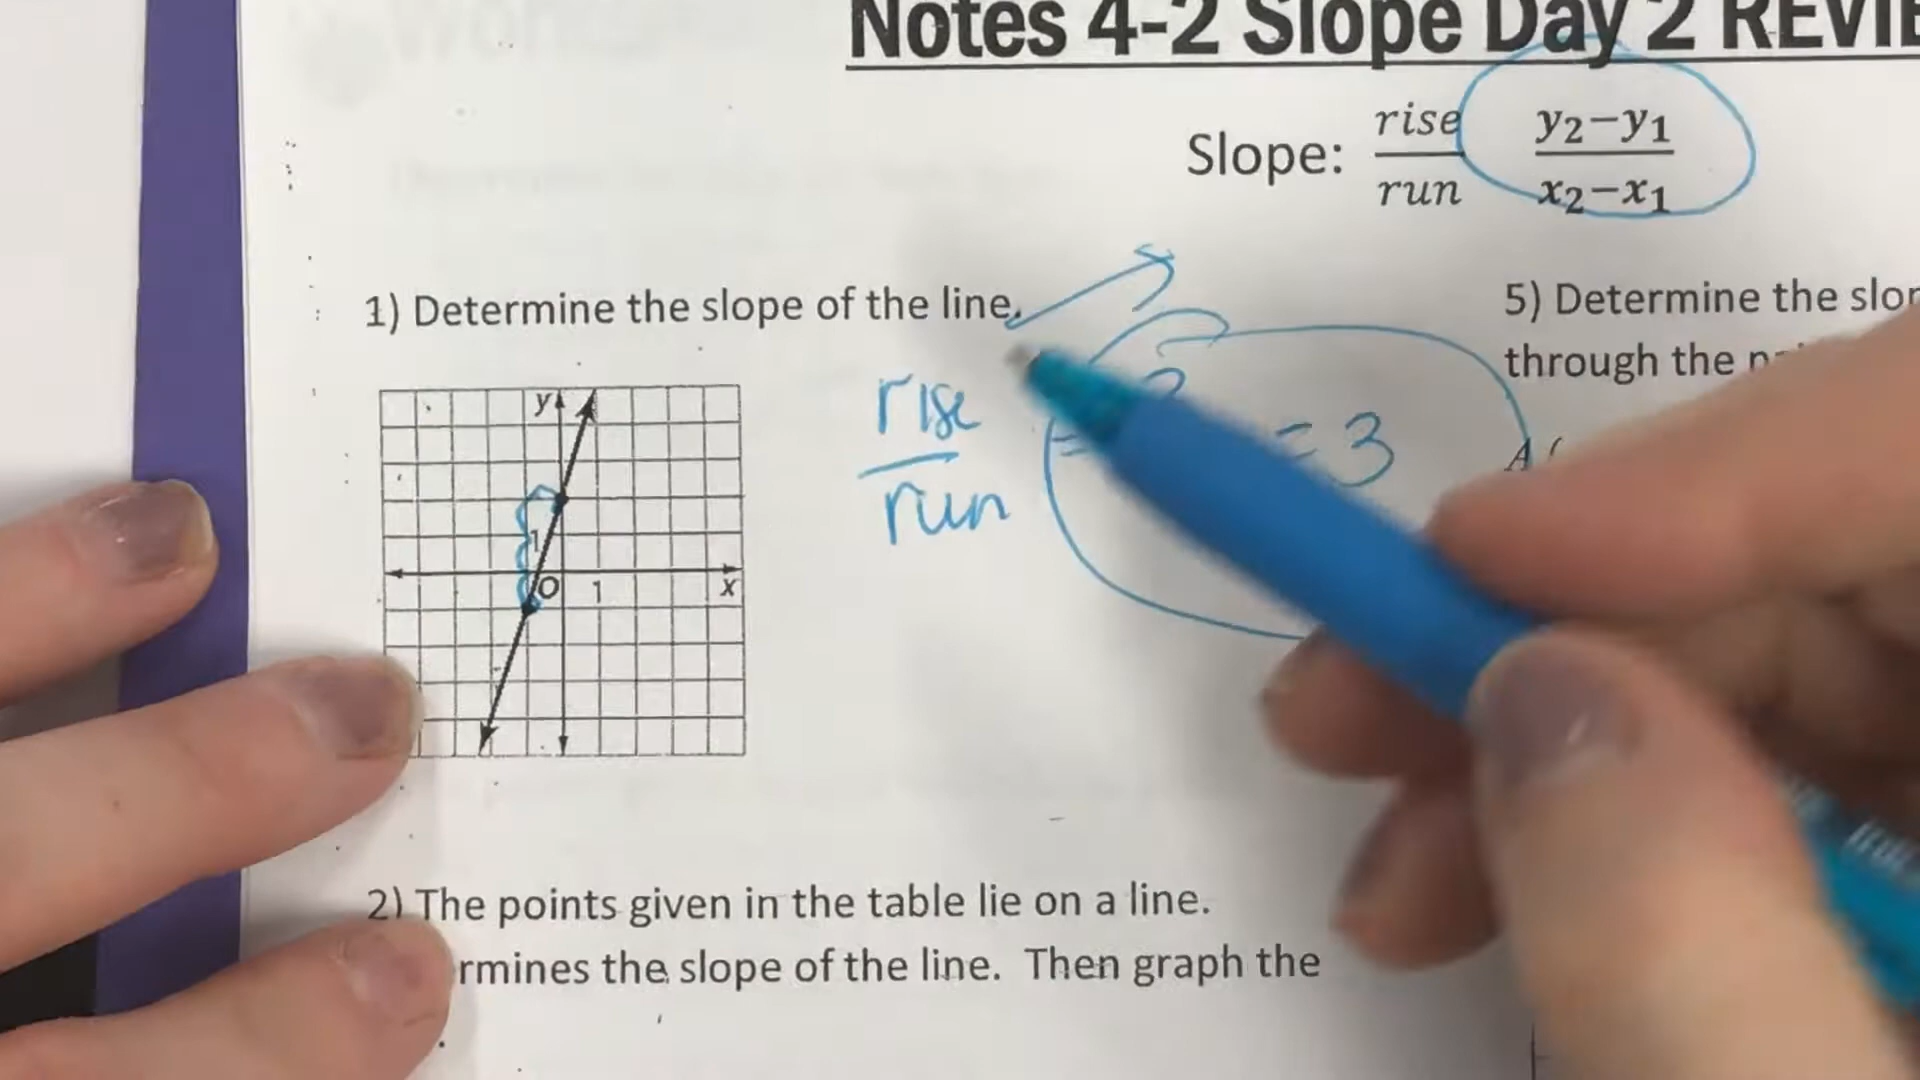 Notes 4-2 Slope Day 2
Slope: rise/run y₂−y₁/x₂−x₁
1) Determine the slope of the line.
rise
run
= 3
y
1
O 1 x
5) Determine the
through the
A(
2) The points given in the table lie on a line.
the slope of the line. Then graph the